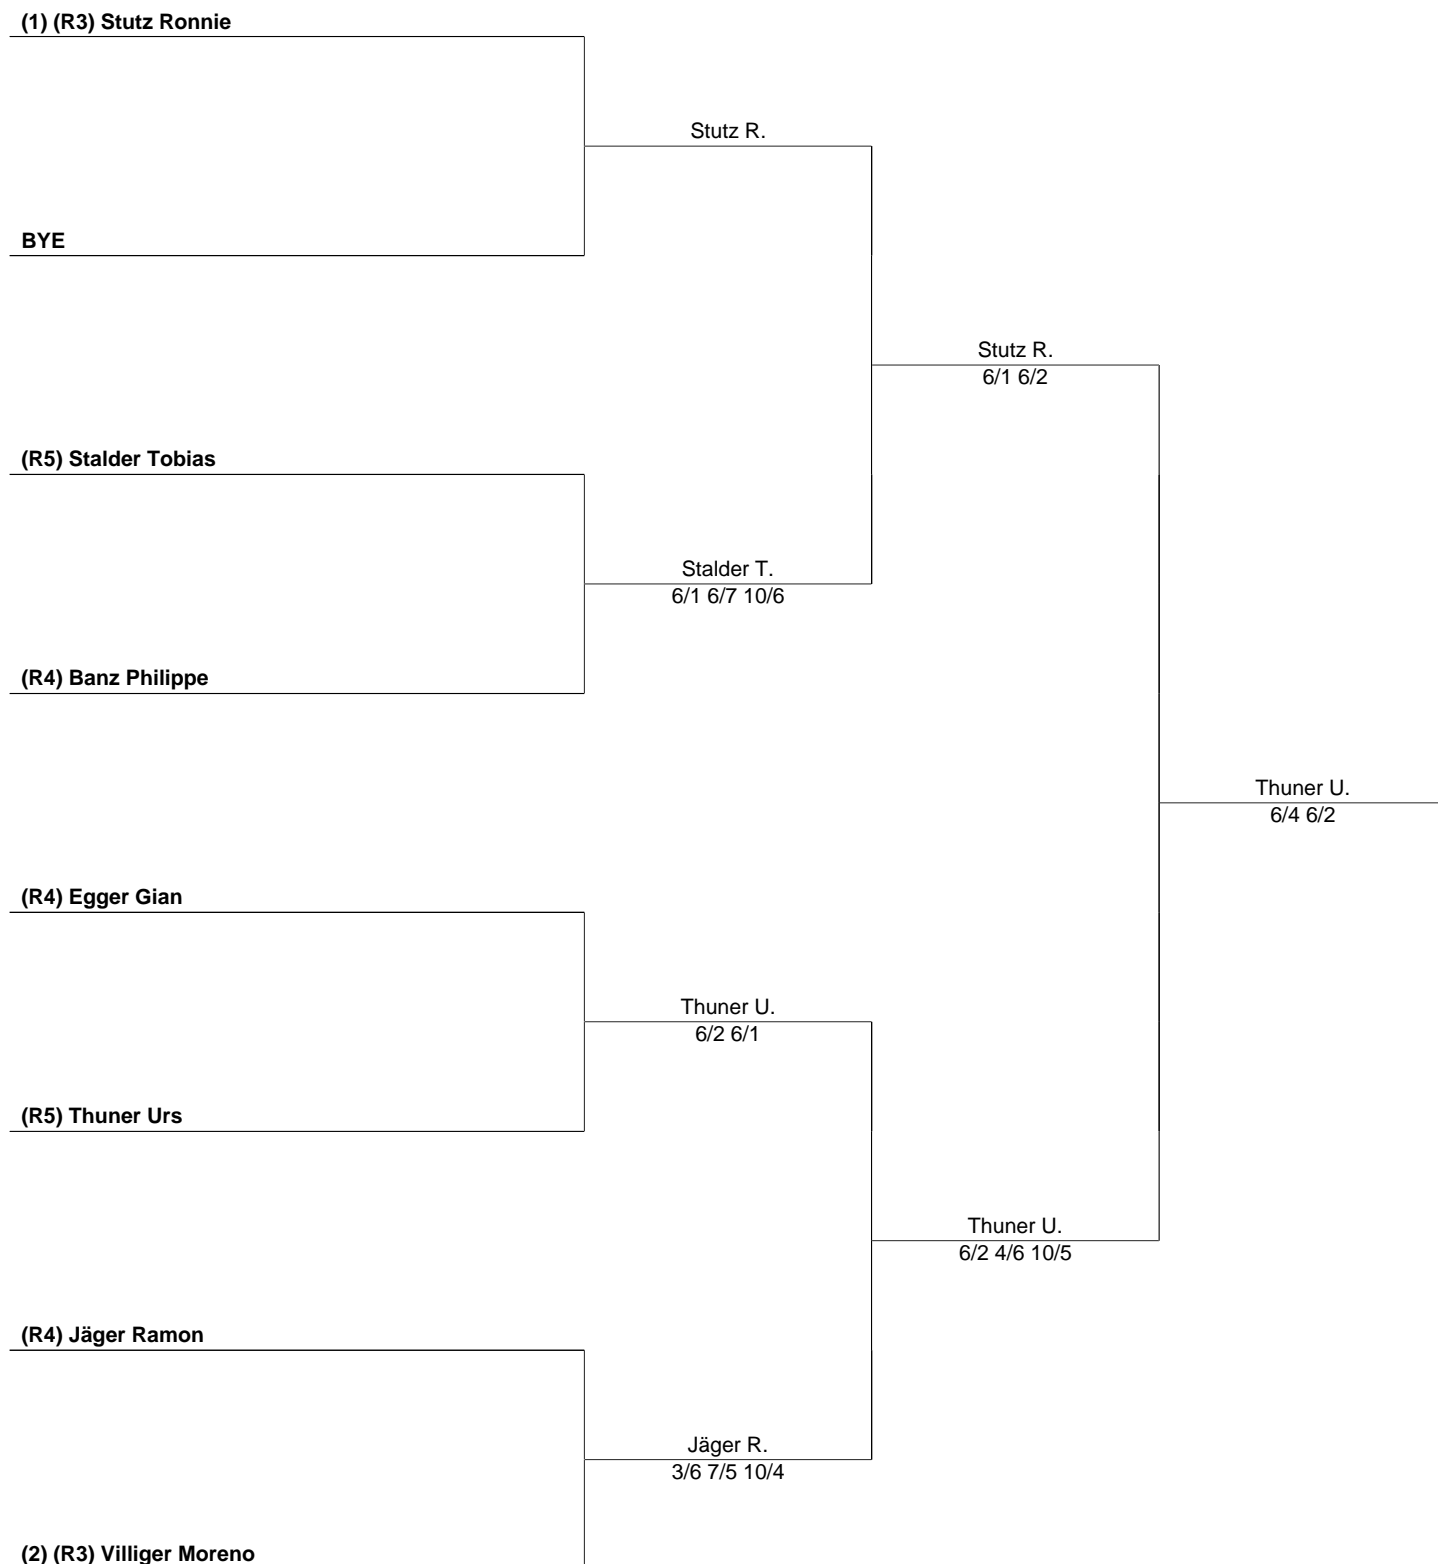 (1) (R3) Stutz Ronnie
Stutz R.
BYE
Stutz R.
6/1 6/2
(R5) Stalder Tobias
Stalder T.
6/1 6/7 10/6
(R4) Banz Philippe
Thuner U.
6/4 6/2
(R4) Egger Gian
Thuner U.
6/2 6/1
(R5) Thuner Urs
Thuner U.
6/2 4/6 10/5
(R4) Jäger Ramon
Jäger R.
3/6 7/5 10/4
(2) (R3) Villiger Moreno